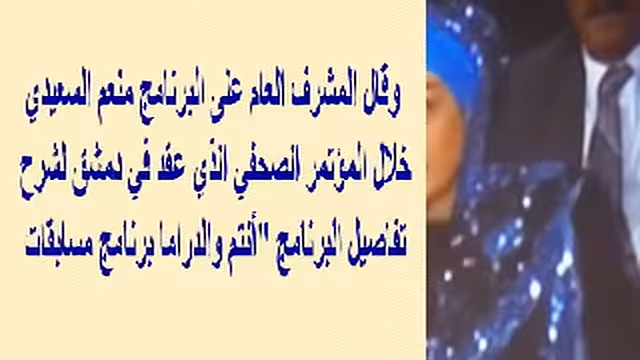 وقال المشرف العام على البرنامج منعم السعيدي
خلال المؤتمر الصحفي الذي عقد في دمشق لشرح
تفاصيل البرنامج "أنتم والدراما برنامج مسابقات